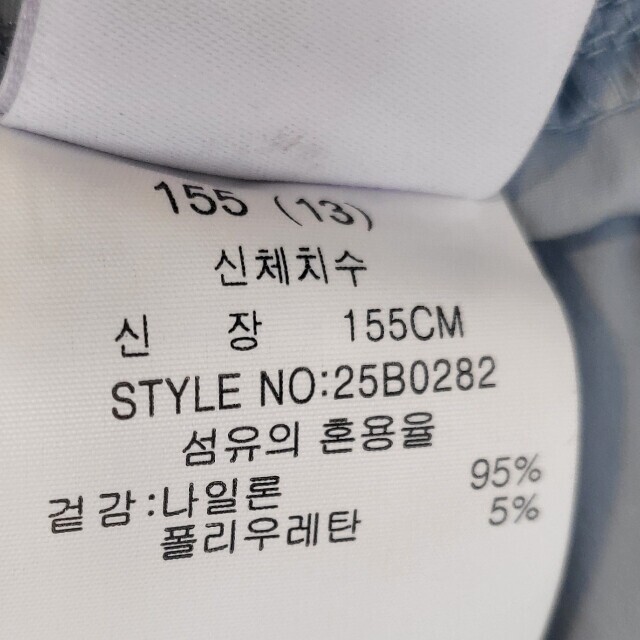 155 (13)
신체치수
신 장 155CM
STYLE NO:25B0282
섬유의 혼용율
겉감:나일론 95%
폴리우레탄 5%